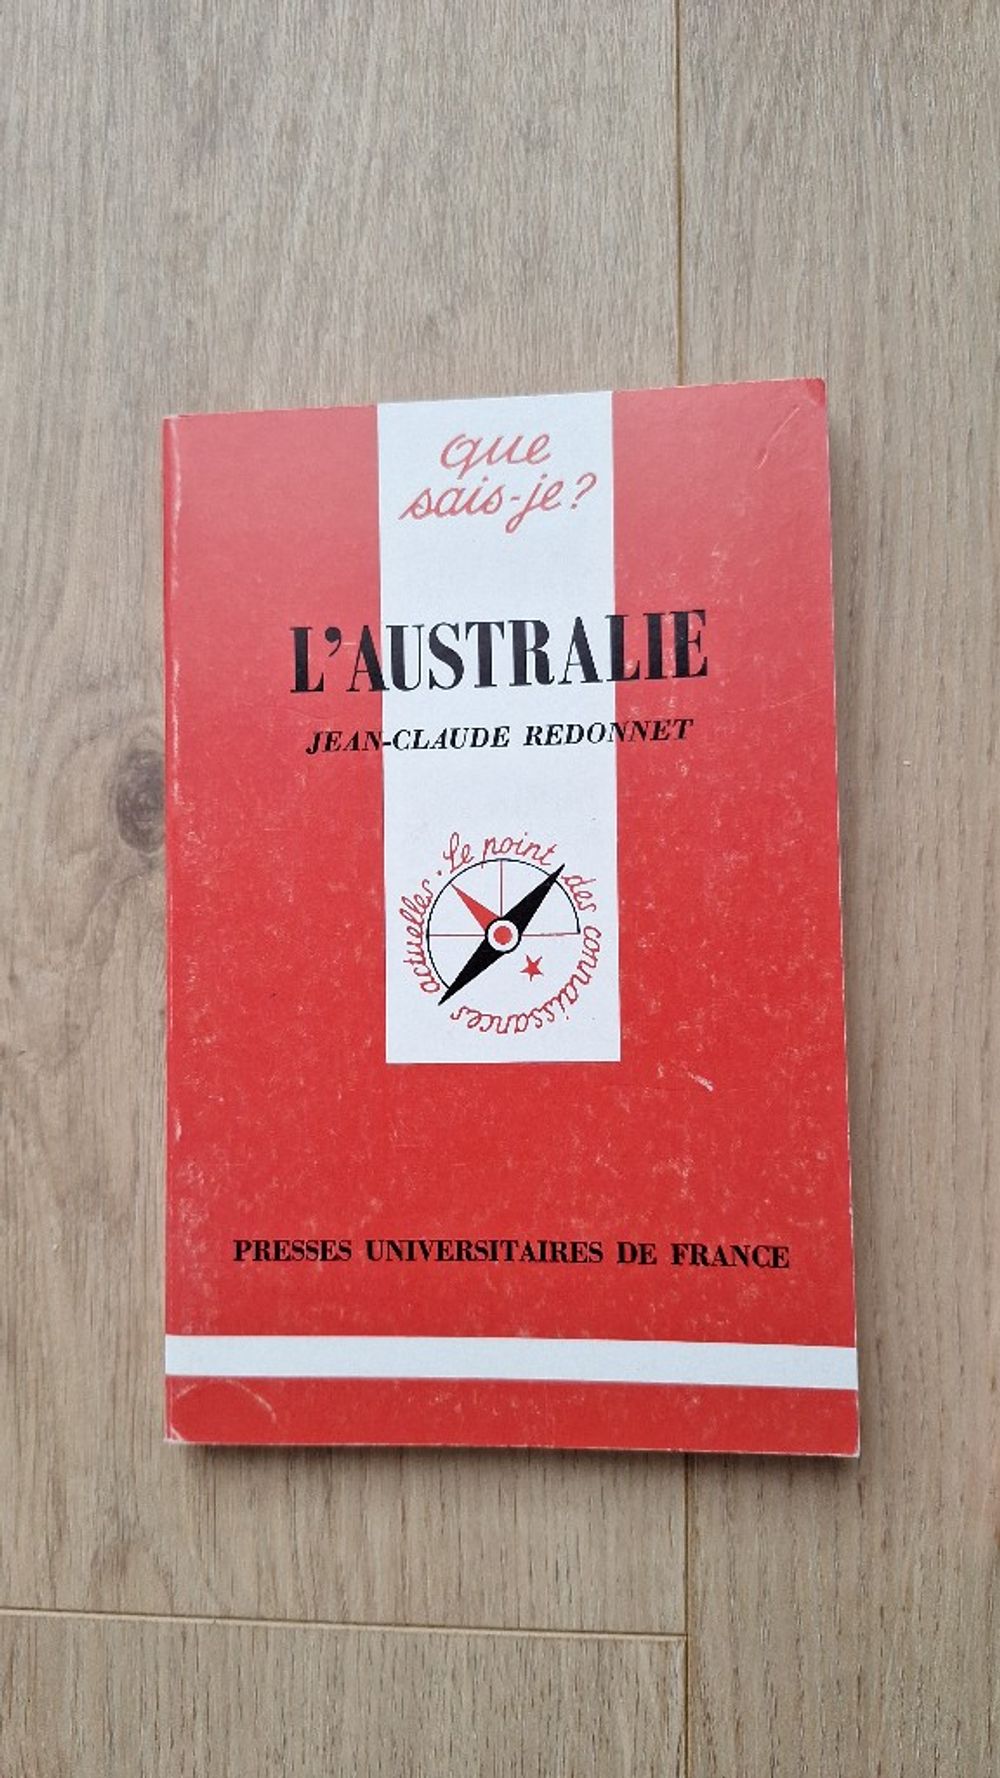 que
sais-je?
L'AUSTRALIE
JEAN-CLAUDE REDONNET
Le point des connaissances actuelles.
PRESSES UNIVERSITAIRES DE FRANCE